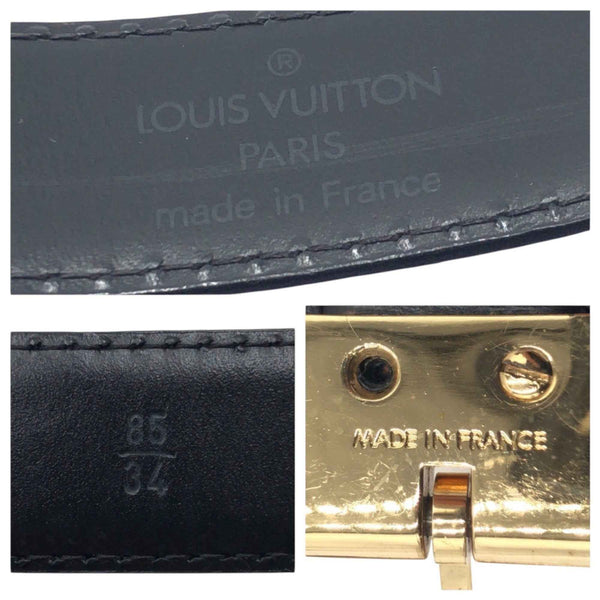 ®
LOUIS VUITTON
PARIS
made in France
85
34
MADE IN FRANCE